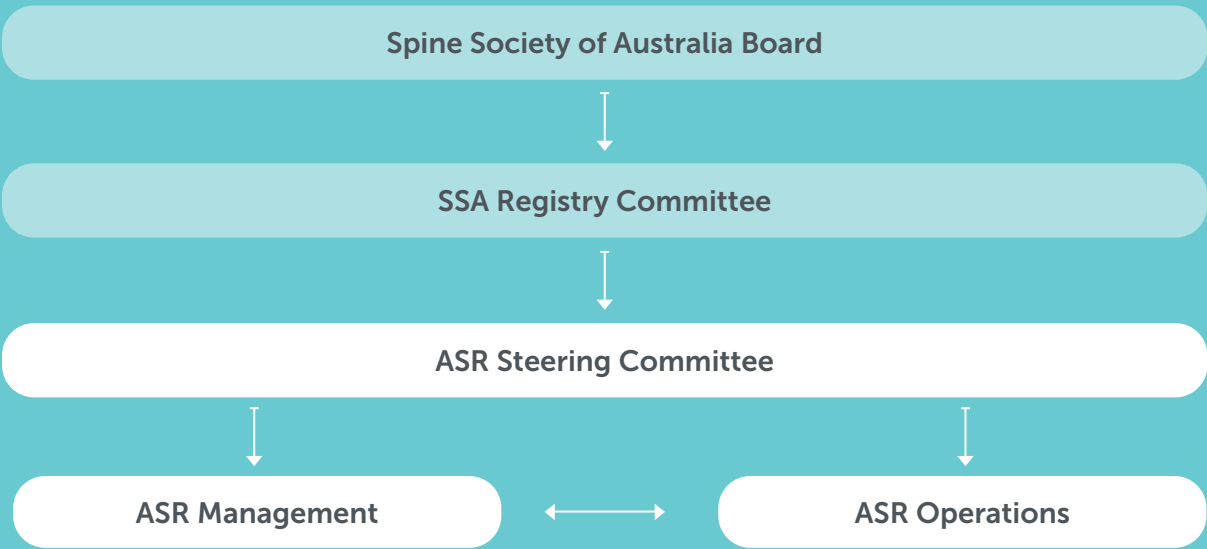 Spine Society of Australia Board
SSA Registry Committee
ASR Steering Committee
ASR Management
ASR Operations